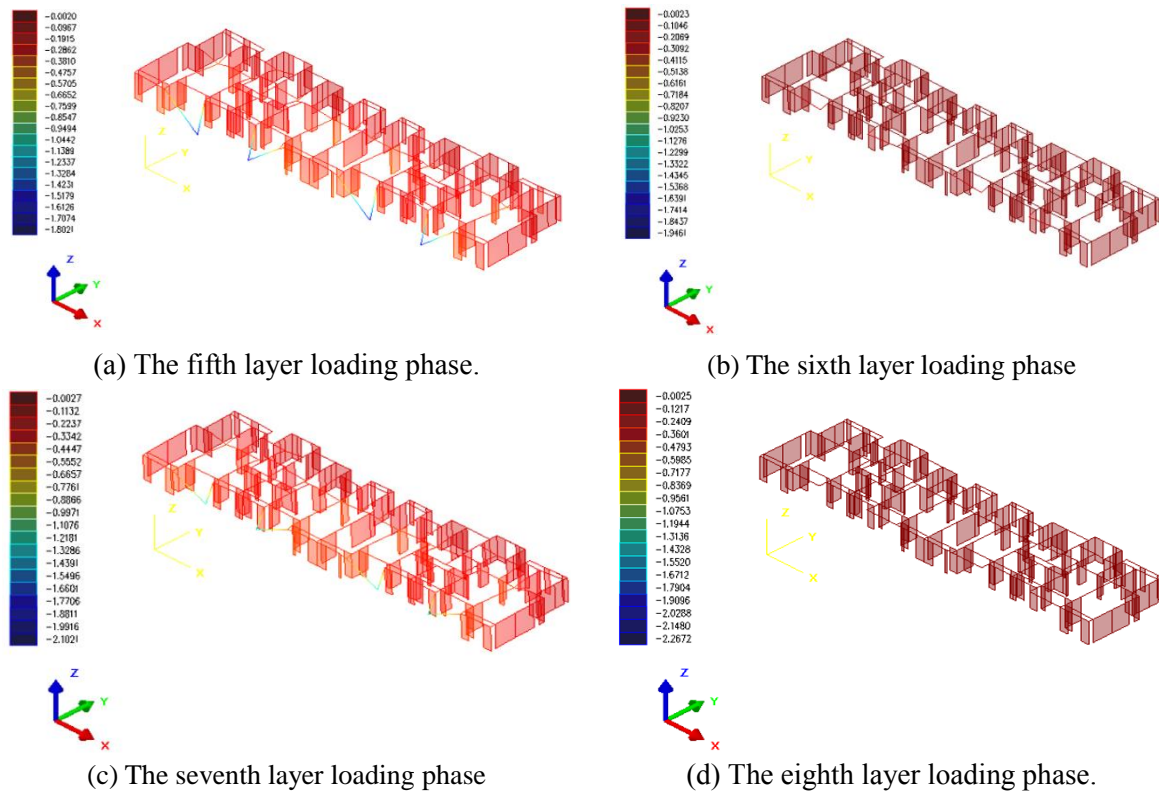 -0.0020
-0.0967
-0.1915
-0.2862
-0.3810
-0.4757
-0.5705
-0.6652
-0.7599
-0.8547
-0.9494
-1.0442
-1.1389
-1.2337
-1.3284
-1.4231
-1.5179
-1.6126
-1.7074
-1.8021
Z
Y
X
Z
Y
X
(a) The fifth layer loading phase.
-0.0023
-0.1046
-0.2069
-0.3092
-0.4115
-0.5138
-0.6161
-0.7184
-0.8207
-0.9230
-1.0253
-1.1276
-1.2299
-1.3322
-1.4345
-1.5368
-1.6391
-1.7414
-1.8437
-1.9461
Z
Y
X
Z
Y
X
(b) The sixth layer loading phase
-0.0027
-0.1132
-0.2237
-0.3342
-0.4447
-0.5552
-0.6657
-0.7761
-0.8866
-0.9971
-1.1076
-1.2181
-1.3286
-1.4391
-1.5496
-1.6601
-1.7706
-1.8811
-1.9916
-2.1021
Z
Y
X
Z
Y
X
(c) The seventh layer loading phase
-0.0025
-0.1217
-0.2409
-0.3601
-0.4793
-0.5985
-0.7177
-0.8369
-0.9561
-1.0753
-1.1944
-1.3136
-1.4328
-1.5520
-1.6712
-1.7904
-1.9096
-2.0288
-2.1480
-2.2672
Z
Y
X
Z
Y
X
(d) The eighth layer loading phase.